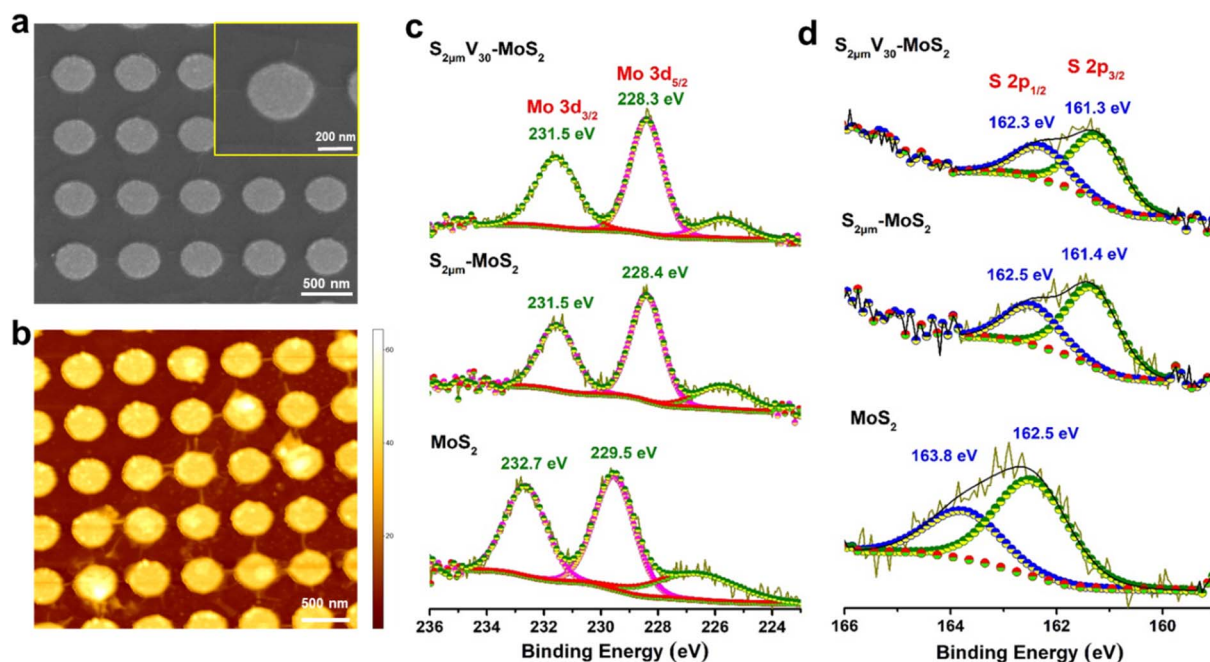 a
200 nm
500 nm
b
60
40
20
500 nm
c
S2μmV30-MoS2
Mo 3d5/2
228.3 eV
Mo 3d3/2
231.5 eV
S2μm-MoS2
228.4 eV
231.5 eV
MoS2
232.7 eV
229.5 eV
236 234 232 230 228 226 224
Binding Energy (eV)
d
S2μmV30-MoS2
S 2p3/2
S 2p1/2
161.3 eV
162.3 eV
S2μm-MoS2
161.4 eV
162.5 eV
MoS2
162.5 eV
163.8 eV
166 164 162 160
Binding Energy (eV)